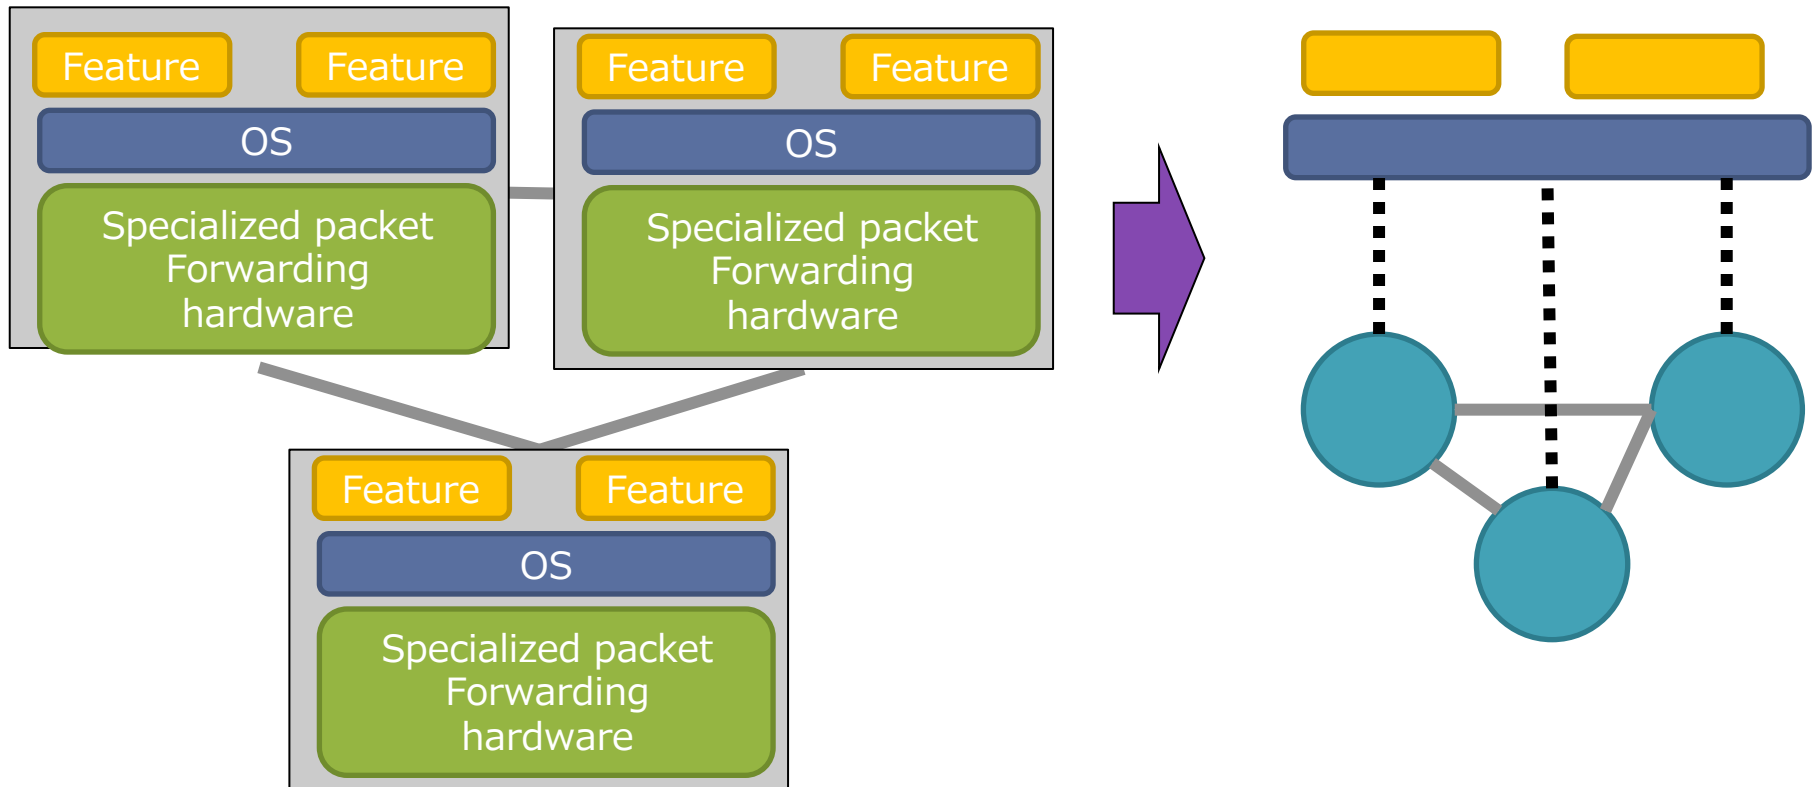 Feature Feature
OS
Specialized packet
Forwarding
hardware
Feature Feature
OS
Specialized packet
Forwarding
hardware
Feature Feature
OS
Specialized packet
Forwarding
hardware